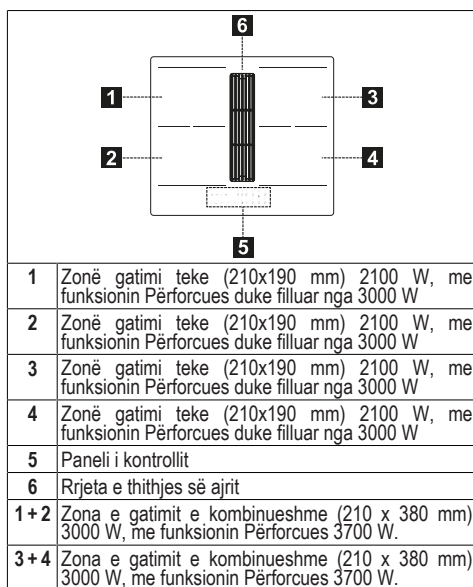 6
1
3
2
4
5
1 Zonë gatimi teke (210x190 mm) 2100 W, me
funksionin Përforcues duke filluar nga 3000 W
2 Zonë gatimi teke (210x190 mm) 2100 W, me
funksionin Përforcues duke filluar nga 3000 W
3 Zonë gatimi teke (210x190 mm) 2100 W, me
funksionin Përforcues duke filluar nga 3000 W
4 Zonë gatimi teke (210x190 mm) 2100 W, me
funksionin Përforcues duke filluar nga 3000 W
5 Paneli i kontrollit
6 Rrjeta e thithjes së ajrit
1 + 2 Zona e gatimit e kombinueshme (210 x 380 mm)
3000 W, me funksionin Përforcues 3700 W.
3 + 4 Zona e gatimit e kombinueshme (210 x 380 mm)
3000 W, me funksionin Përforcues 3700 W.